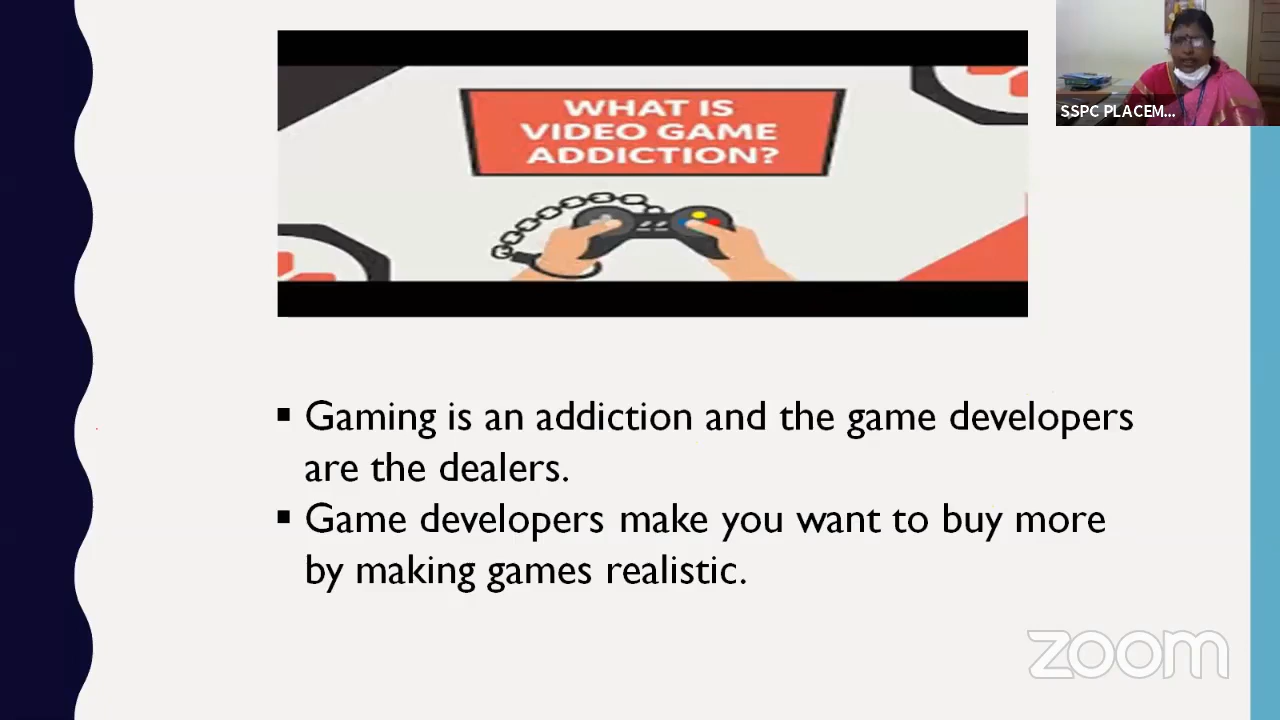 WHAT IS
VIDEO GAME
ADDICTION?
SSPC PLACEM...
▪ Gaming is an addiction and the game developers
are the dealers.
▪ Game developers make you want to buy more
by making games realistic.
zoom